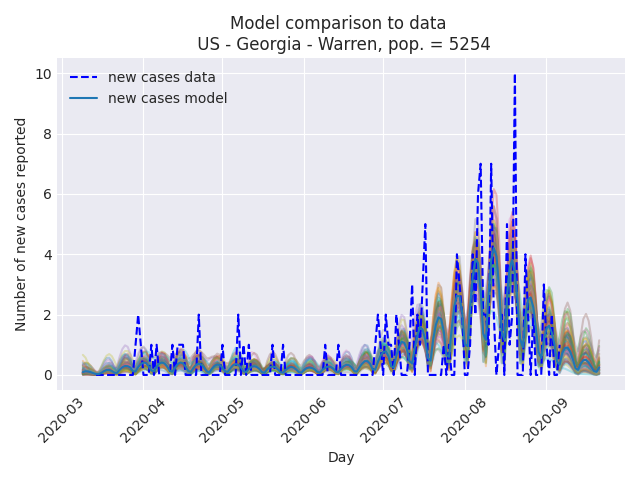 Model comparison to data
US - Georgia - Warren, pop. = 5254
new cases data
new cases model
Number of new cases reported
10
8
6
4
2
0
2020-03
2020-04
2020-05
2020-06
2020-07
2020-08
2020-09
Day